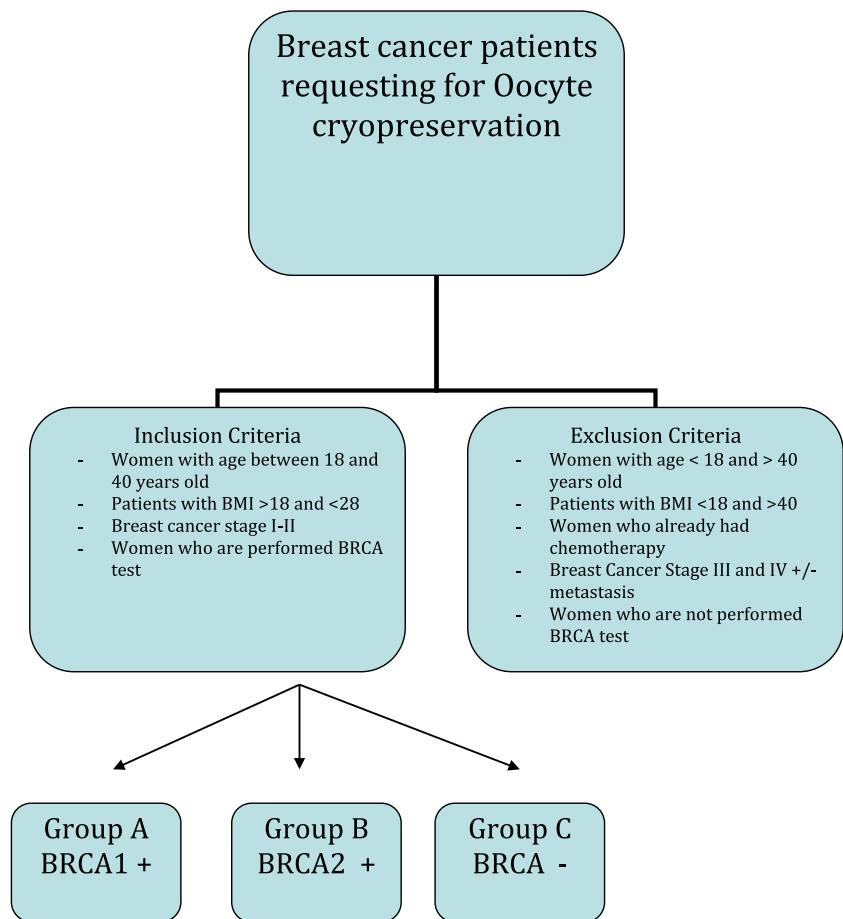 Breast cancer patients
requesting for Oocyte
cryopreservation
Inclusion Criteria
- Women with age between 18 and
40 years old
- Patients with BMI >18 and <28
- Breast cancer stage I-II
- Women who are performed BRCA
test
Exclusion Criteria
- Women with age < 18 and > 40
years old
- Patients with BMI <18 and >40
- Women who already had
chemotherapy
- Breast Cancer Stage III and IV +/-
metastasis
- Women who are not performed
BRCA test
Group A
BRCA1 +
Group B
BRCA2 +
Group C
BRCA -